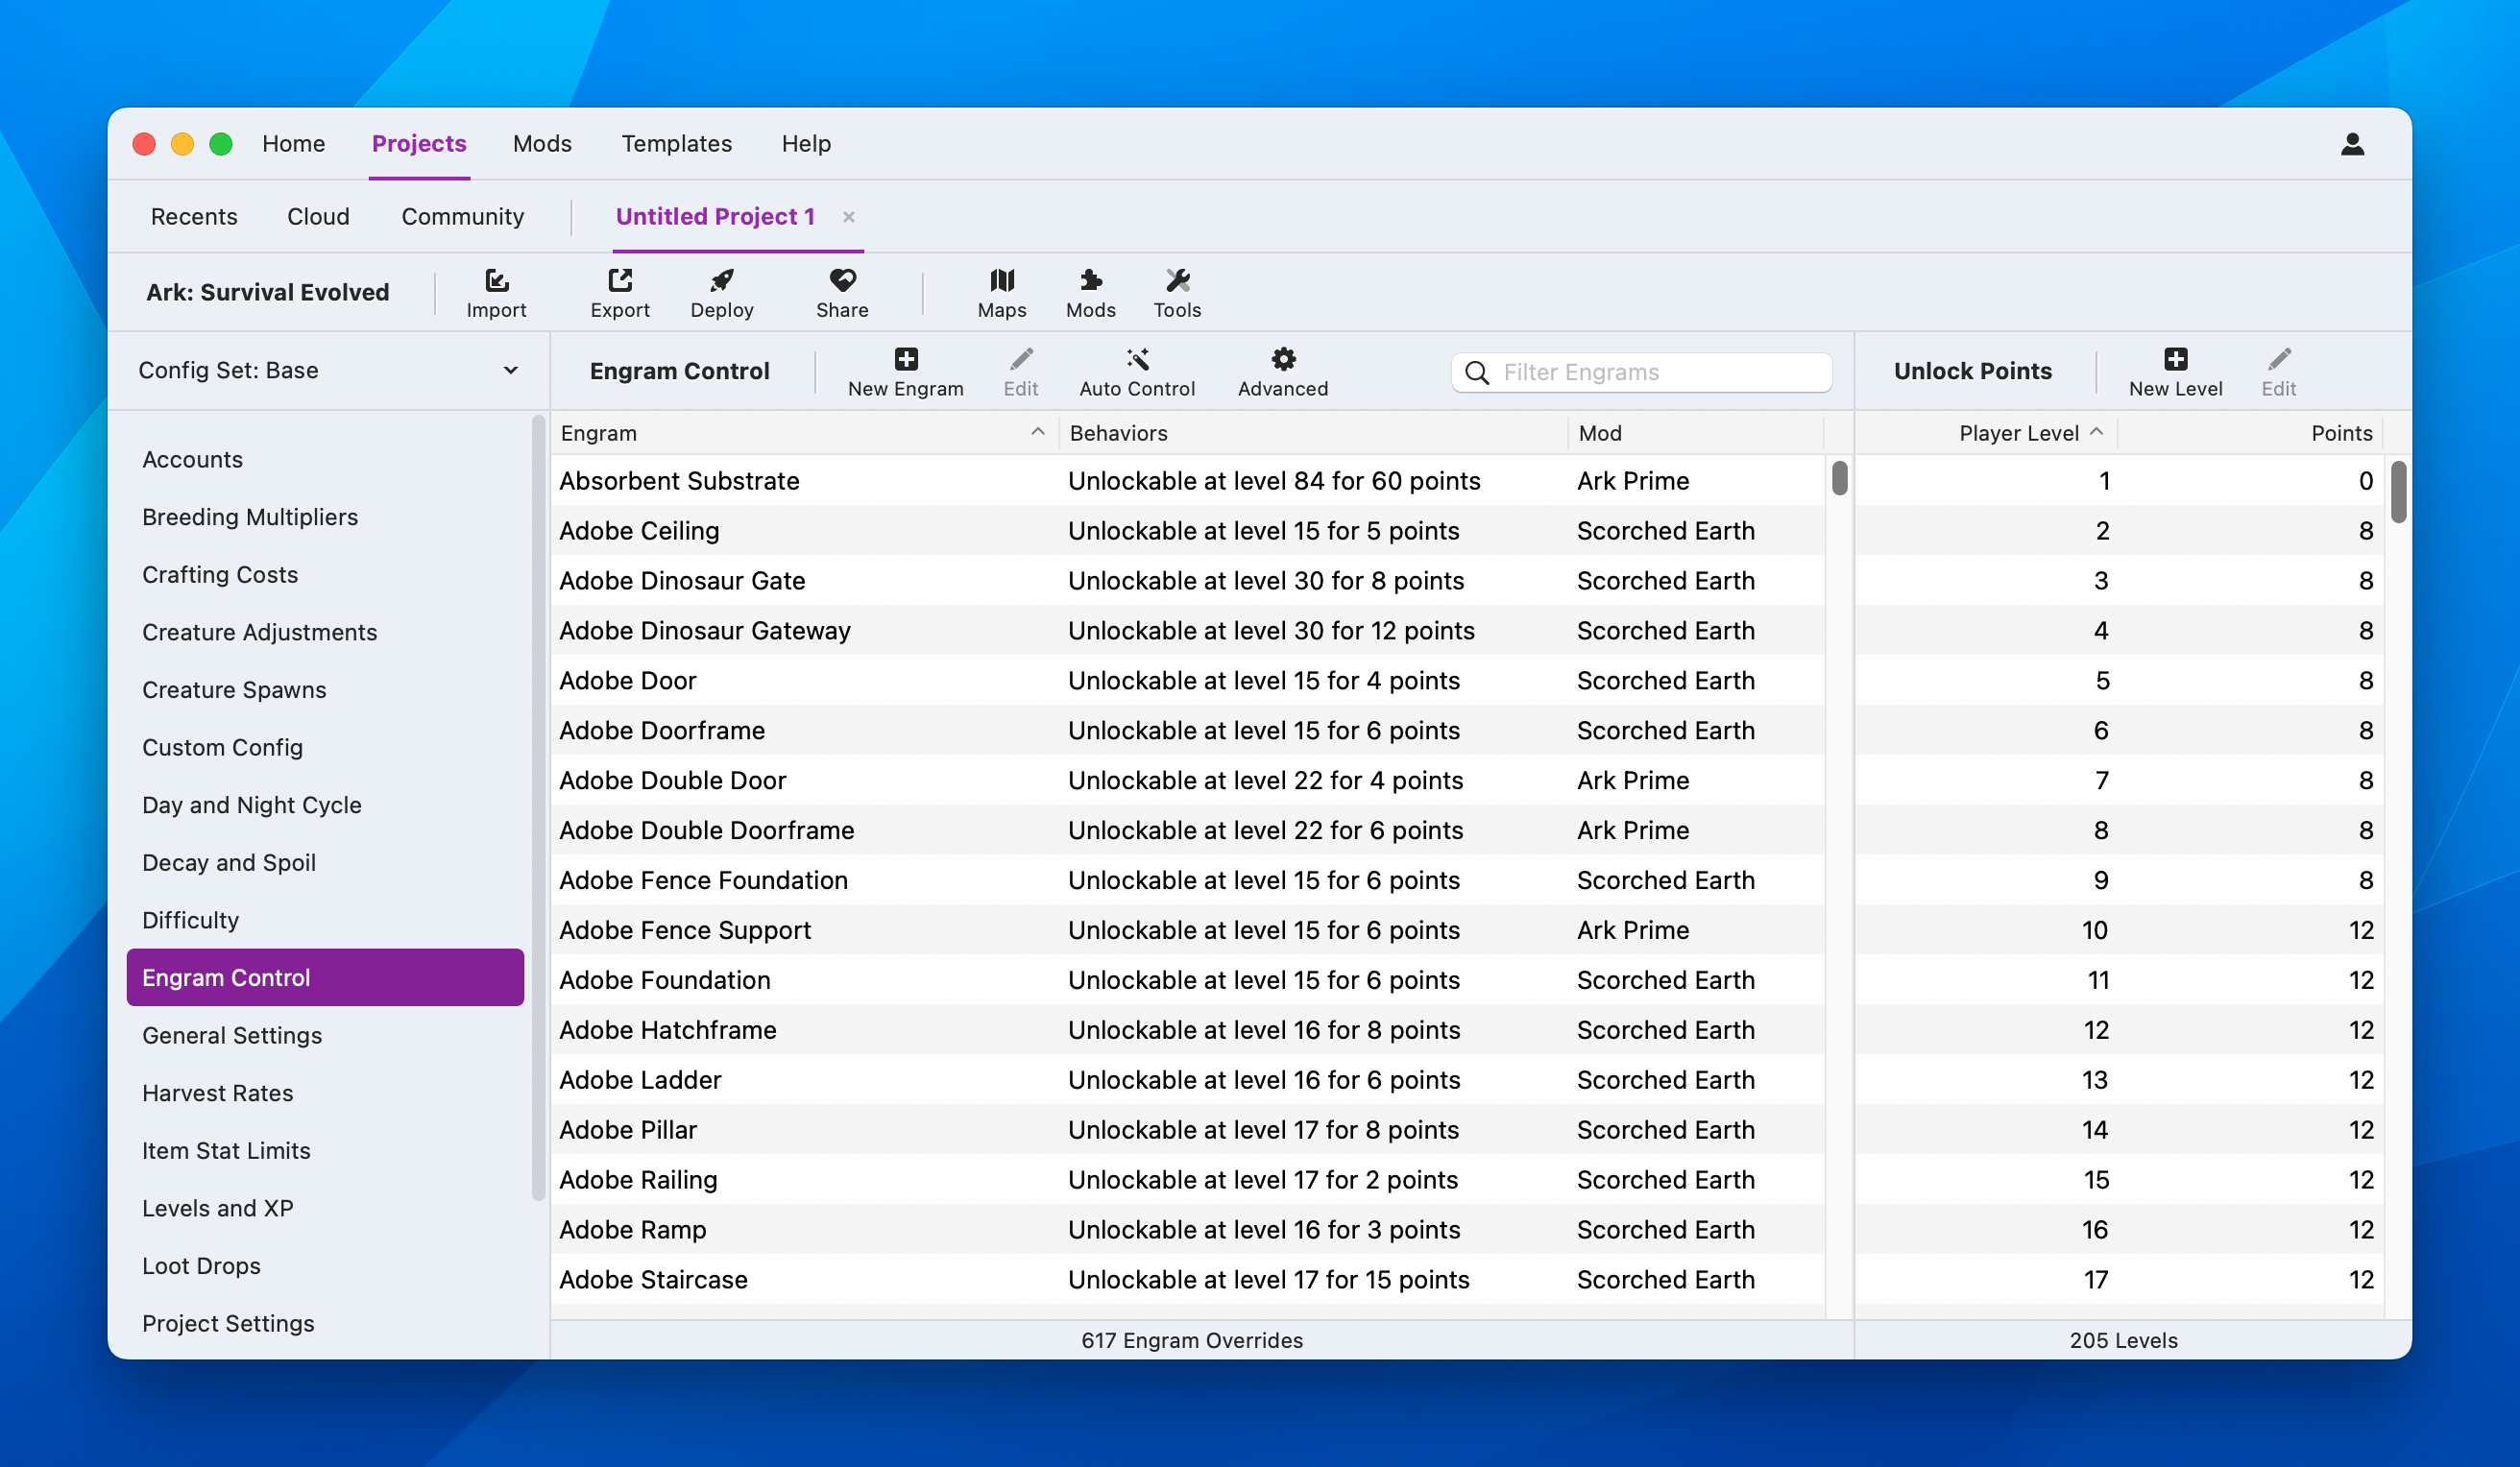 Home Projects Mods Templates Help
Recents Cloud Community Untitled Project 1 ×
Ark: Survival Evolved Import Export Deploy Share Maps Mods Tools
Config Set: Base
Accounts
Breeding Multipliers
Crafting Costs
Creature Adjustments
Creature Spawns
Custom Config
Day and Night Cycle
Decay and Spoil
Difficulty
Engram Control
General Settings
Harvest Rates
Item Stat Limits
Levels and XP
Loot Drops
Project Settings
Engram Control New Engram Edit Auto Control Advanced Filter Engrams
Engram Behaviors Mod
Absorbent Substrate Unlockable at level 84 for 60 points Ark Prime
Adobe Ceiling Unlockable at level 15 for 5 points Scorched Earth
Adobe Dinosaur Gate Unlockable at level 30 for 8 points Scorched Earth
Adobe Dinosaur Gateway Unlockable at level 30 for 12 points Scorched Earth
Adobe Door Unlockable at level 15 for 4 points Scorched Earth
Adobe Doorframe Unlockable at level 15 for 6 points Scorched Earth
Adobe Double Door Unlockable at level 22 for 4 points Ark Prime
Adobe Double Doorframe Unlockable at level 22 for 6 points Ark Prime
Adobe Fence Foundation Unlockable at level 15 for 6 points Scorched Earth
Adobe Fence Support Unlockable at level 15 for 6 points Ark Prime
Adobe Foundation Unlockable at level 15 for 6 points Scorched Earth
Adobe Hatchframe Unlockable at level 16 for 8 points Scorched Earth
Adobe Ladder Unlockable at level 16 for 6 points Scorched Earth
Adobe Pillar Unlockable at level 17 for 8 points Scorched Earth
Adobe Railing Unlockable at level 17 for 2 points Scorched Earth
Adobe Ramp Unlockable at level 16 for 3 points Scorched Earth
Adobe Staircase Unlockable at level 17 for 15 points Scorched Earth
617 Engram Overrides
Unlock Points New Level Edit
Player Level Points
1 0
2 8
3 8
4 8
5 8
6 8
7 8
8 8
9 8
10 12
11 12
12 12
13 12
14 12
15 12
16 12
17 12
205 Levels